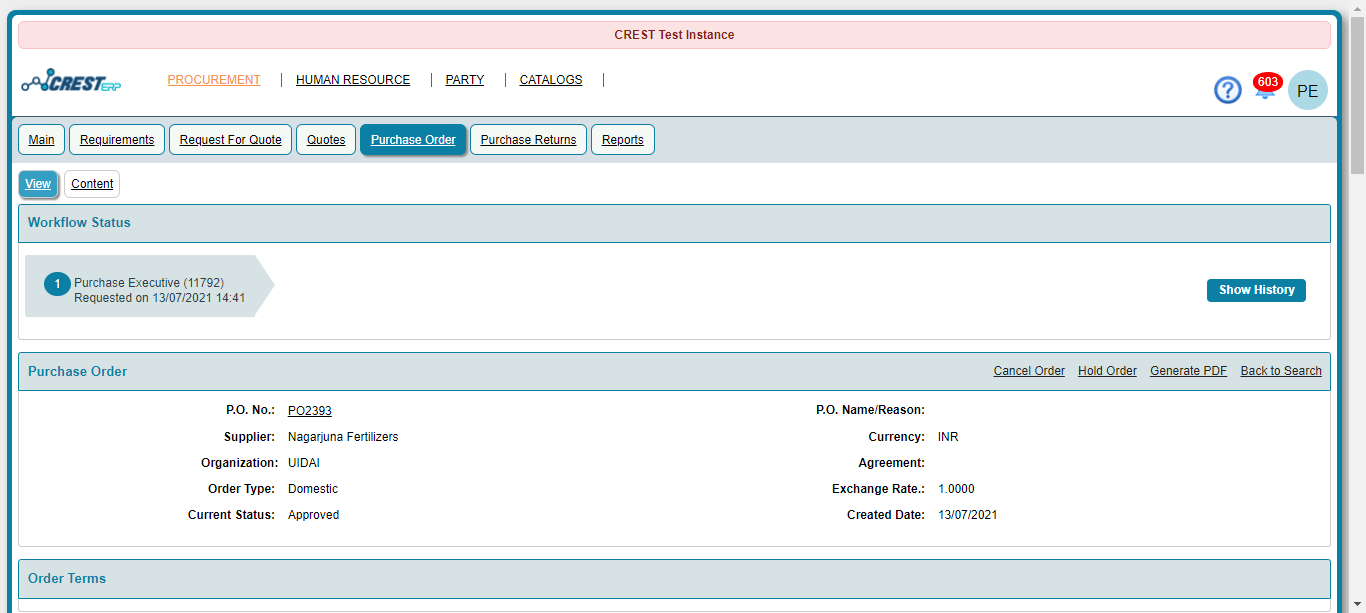 CREST Test Instance
CREST ERP
PROCUREMENT | HUMAN RESOURCE | PARTY | CATALOGS |
? 603 PE
Main Requirements Request For Quote Quotes Purchase Order Purchase Returns Reports
View Content
Workflow Status
1 Purchase Executive (11792)
Requested on 13/07/2021 14:41
Show History
Purchase Order Cancel Order Hold Order Generate PDF Back to Search
P.O. No.: PO2393 P.O. Name/Reason:
Supplier: Nagarjuna Fertilizers Currency: INR
Organization: UIDAI Agreement:
Order Type: Domestic Exchange Rate.: 1.0000
Current Status: Approved Created Date: 13/07/2021
Order Terms